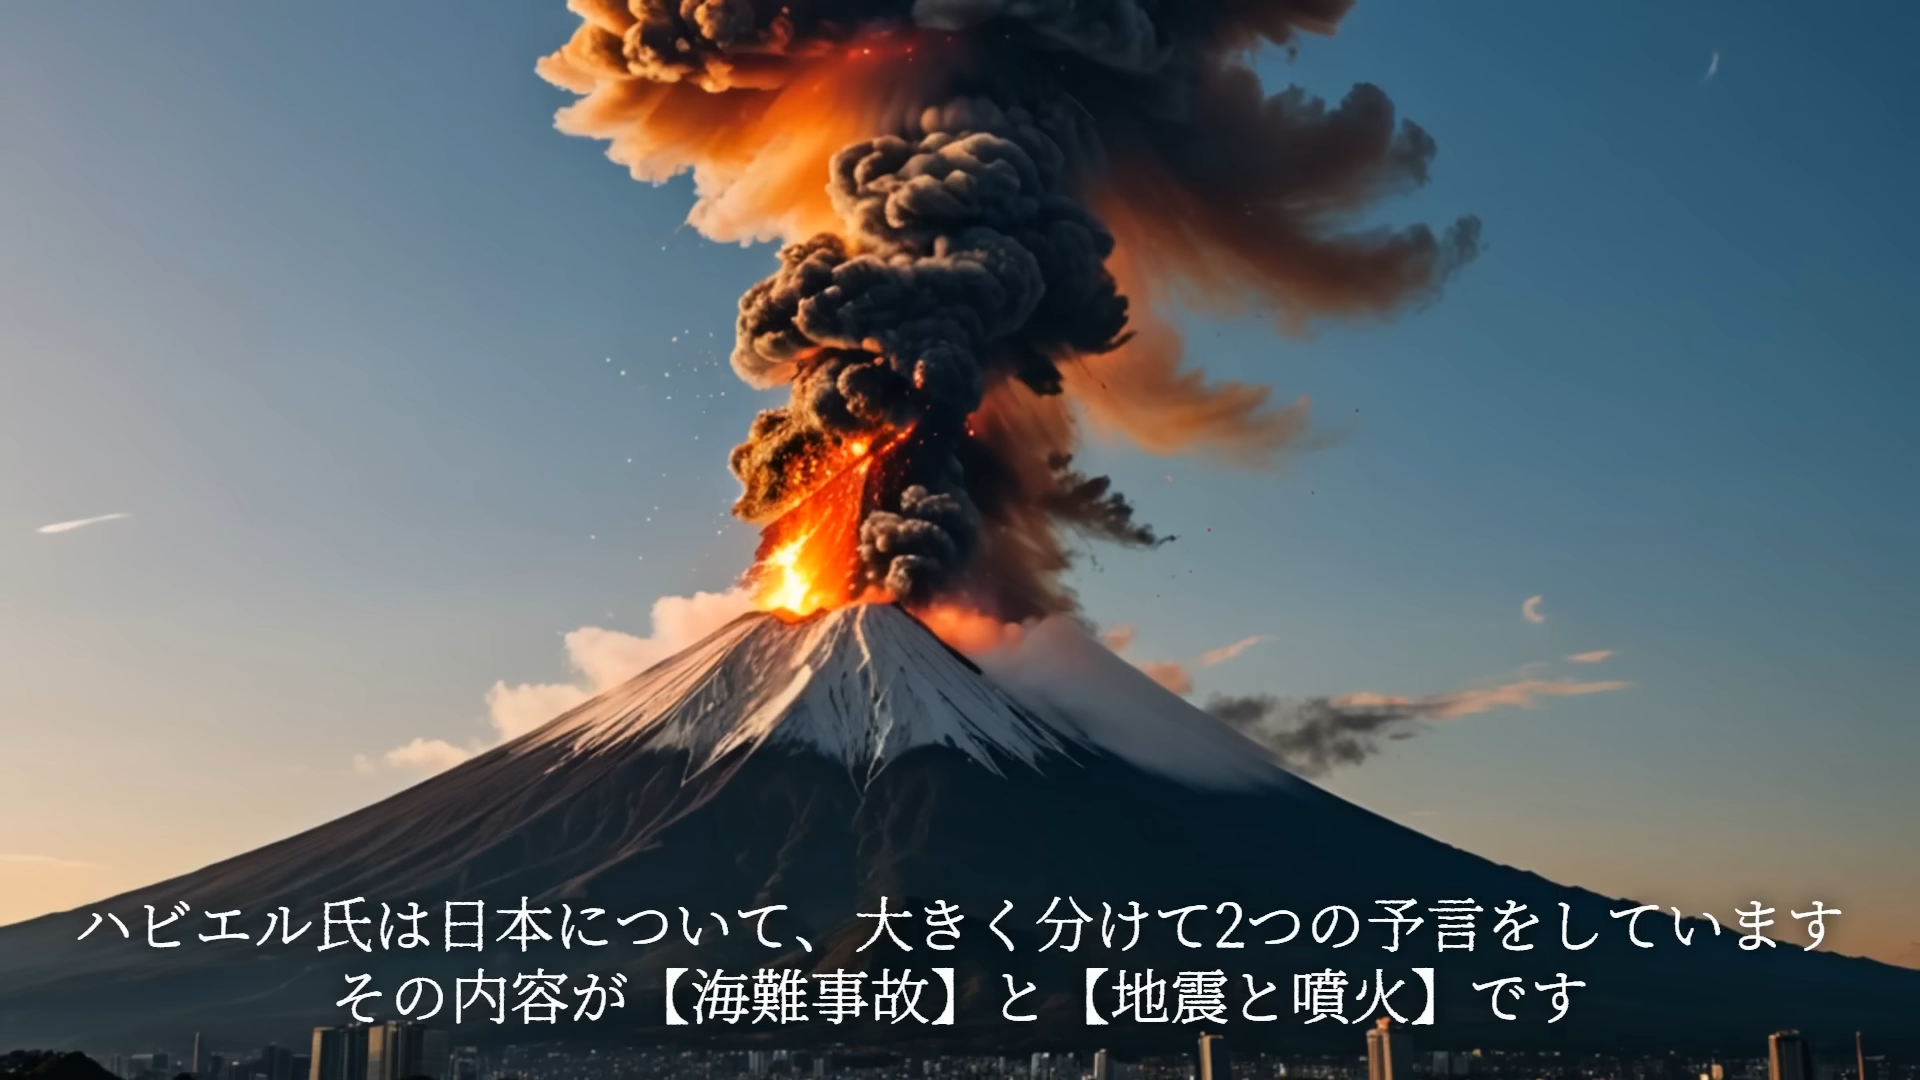 ハビエル氏は日本について、大きく分けて2つの予言をしています
その内容が【海難事故】と【地震と噴火】です